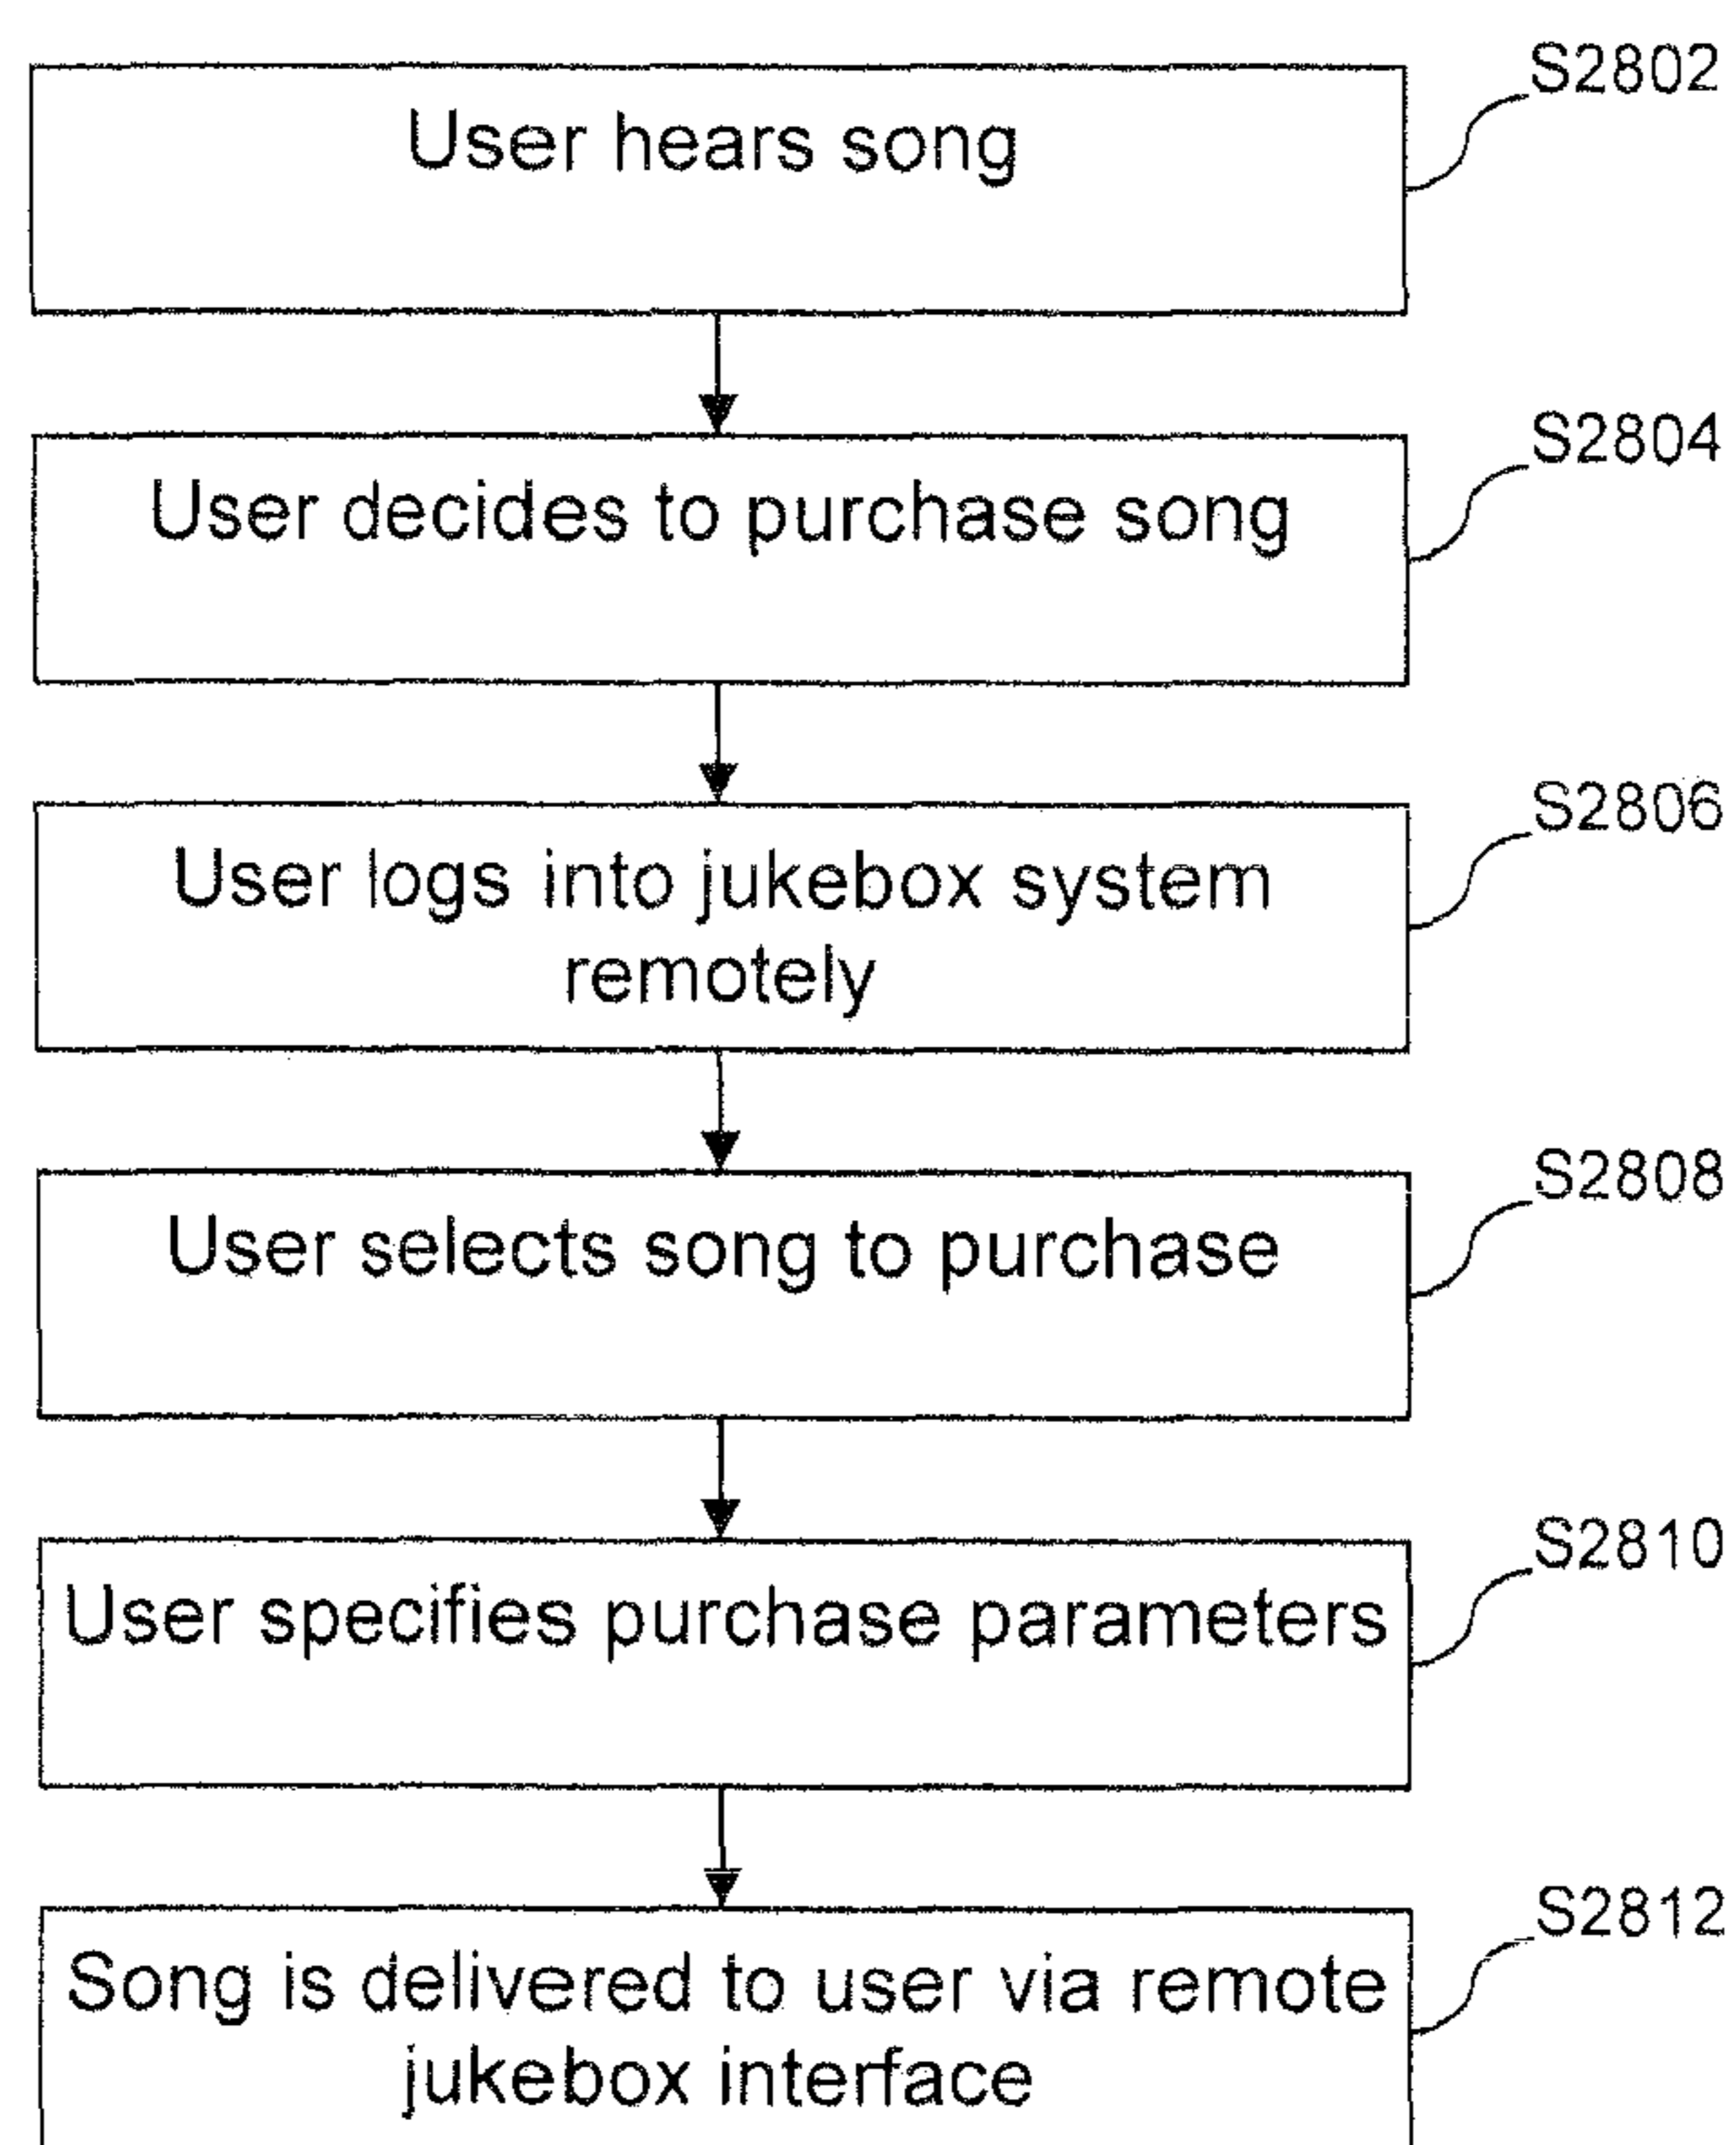 S2802
User hears song
S2804
User decides to purchase song
S2806
User logs into jukebox system
remotely
S2808
User selects song to purchase
S2810
User specifies purchase parameters
S2812
Song is delivered to user via remote
jukebox interface